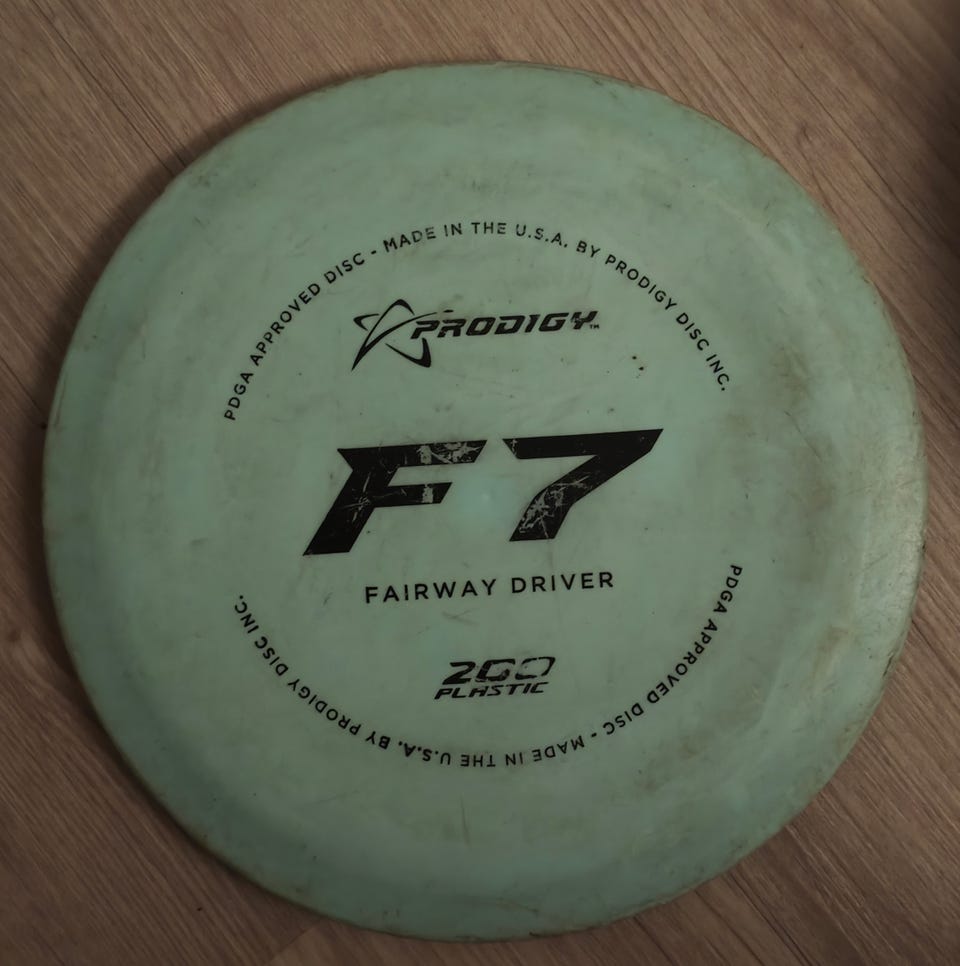 PDGA APPROVED DISC - MADE IN THE U.S.A. BY PRODIGY DISC INC.
PRODIGY™
F7
FAIRWAY DRIVER
200
PLASTIC
PDGA APPROVED DISC - MADE IN THE U.S.A. BY PRODIGY DISC INC.